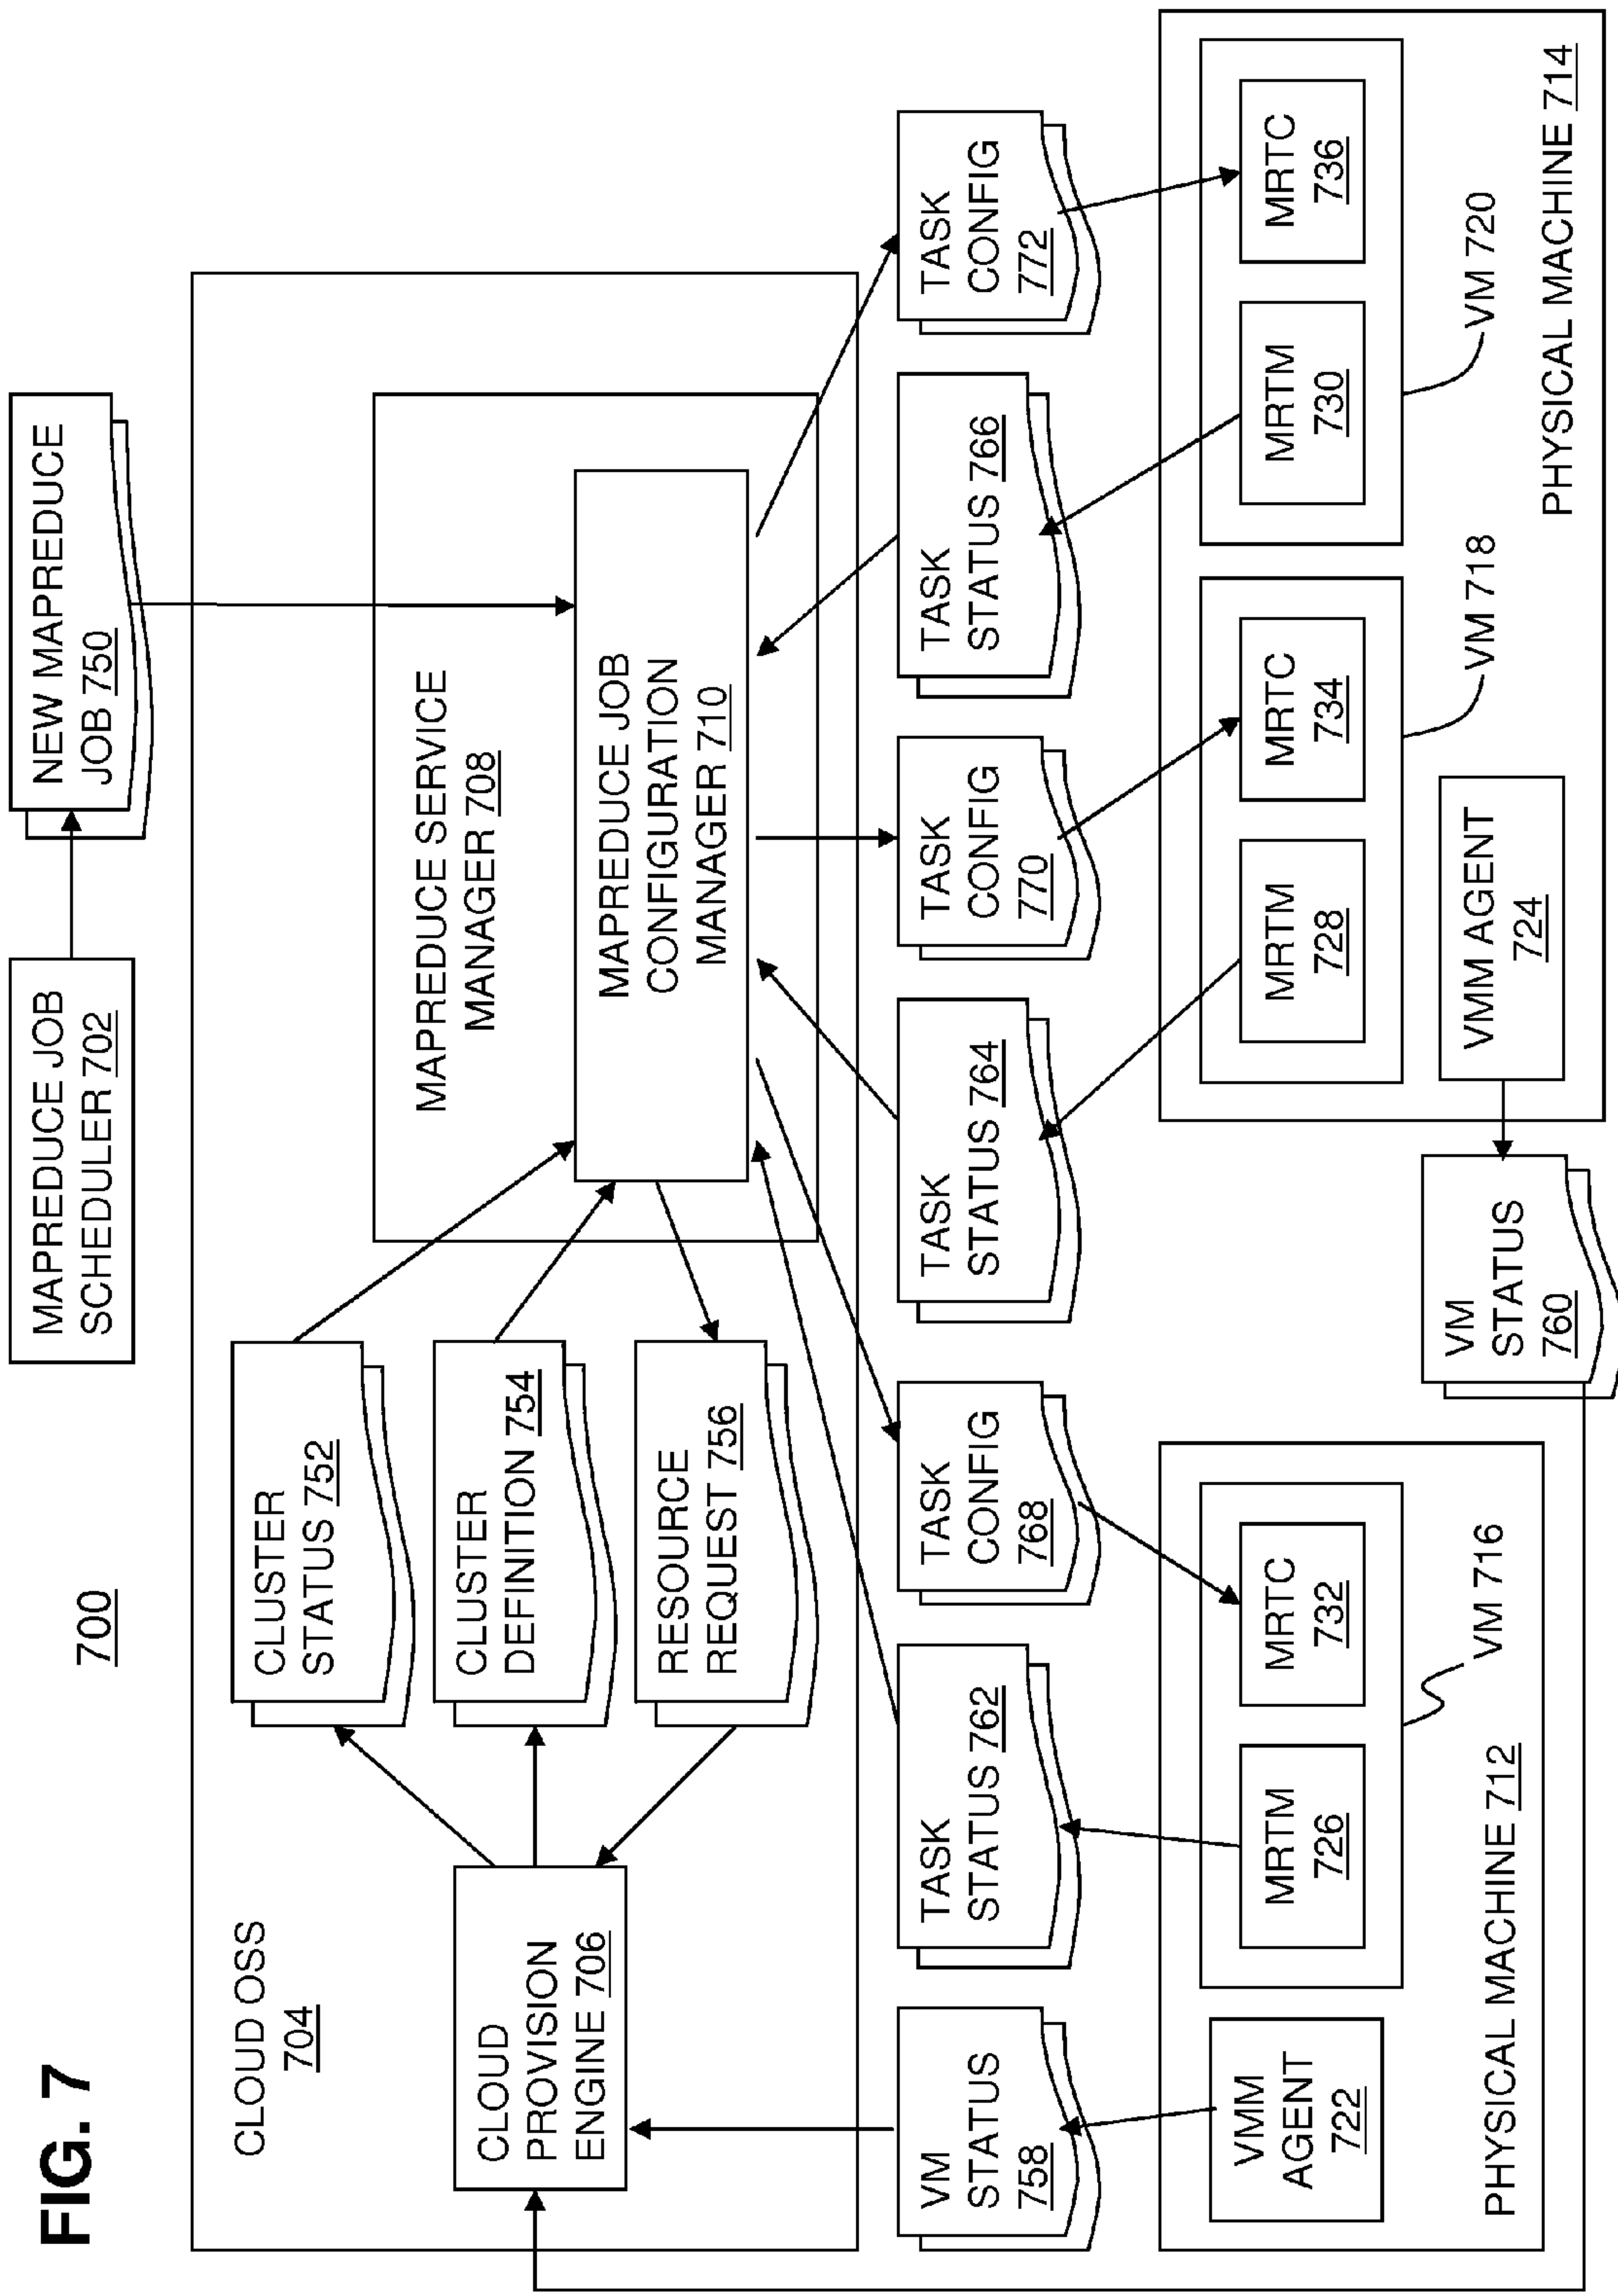 FIG. 7
700
MAPREDUCE JOB
SCHEDULER 702
NEW MAPREDUCE
JOB 750
CLOUD OSS
704
CLUSTER
STATUS 752
CLUSTER
DEFINITION 754
RESOURCE
REQUEST 756
CLOUD
PROVISION
ENGINE 706
MAPREDUCE SERVICE
MANAGER 708
MAPREDUCE JOB
CONFIGURATION
MANAGER 710
VM
STATUS
758
TASK
STATUS 762
TASK
CONFIG
768
TASK
STATUS 764
TASK
CONFIG
770
TASK
STATUS 766
TASK
CONFIG
772
VMM
AGENT
722
MRTM
726
MRTC
732
VM 716
PHYSICAL MACHINE 712
VM
STATUS
760
MRTM
728
MRTC
734
VM 718
MRTM
730
MRTC
736
VM 720
VMM AGENT
724
PHYSICAL MACHINE 714